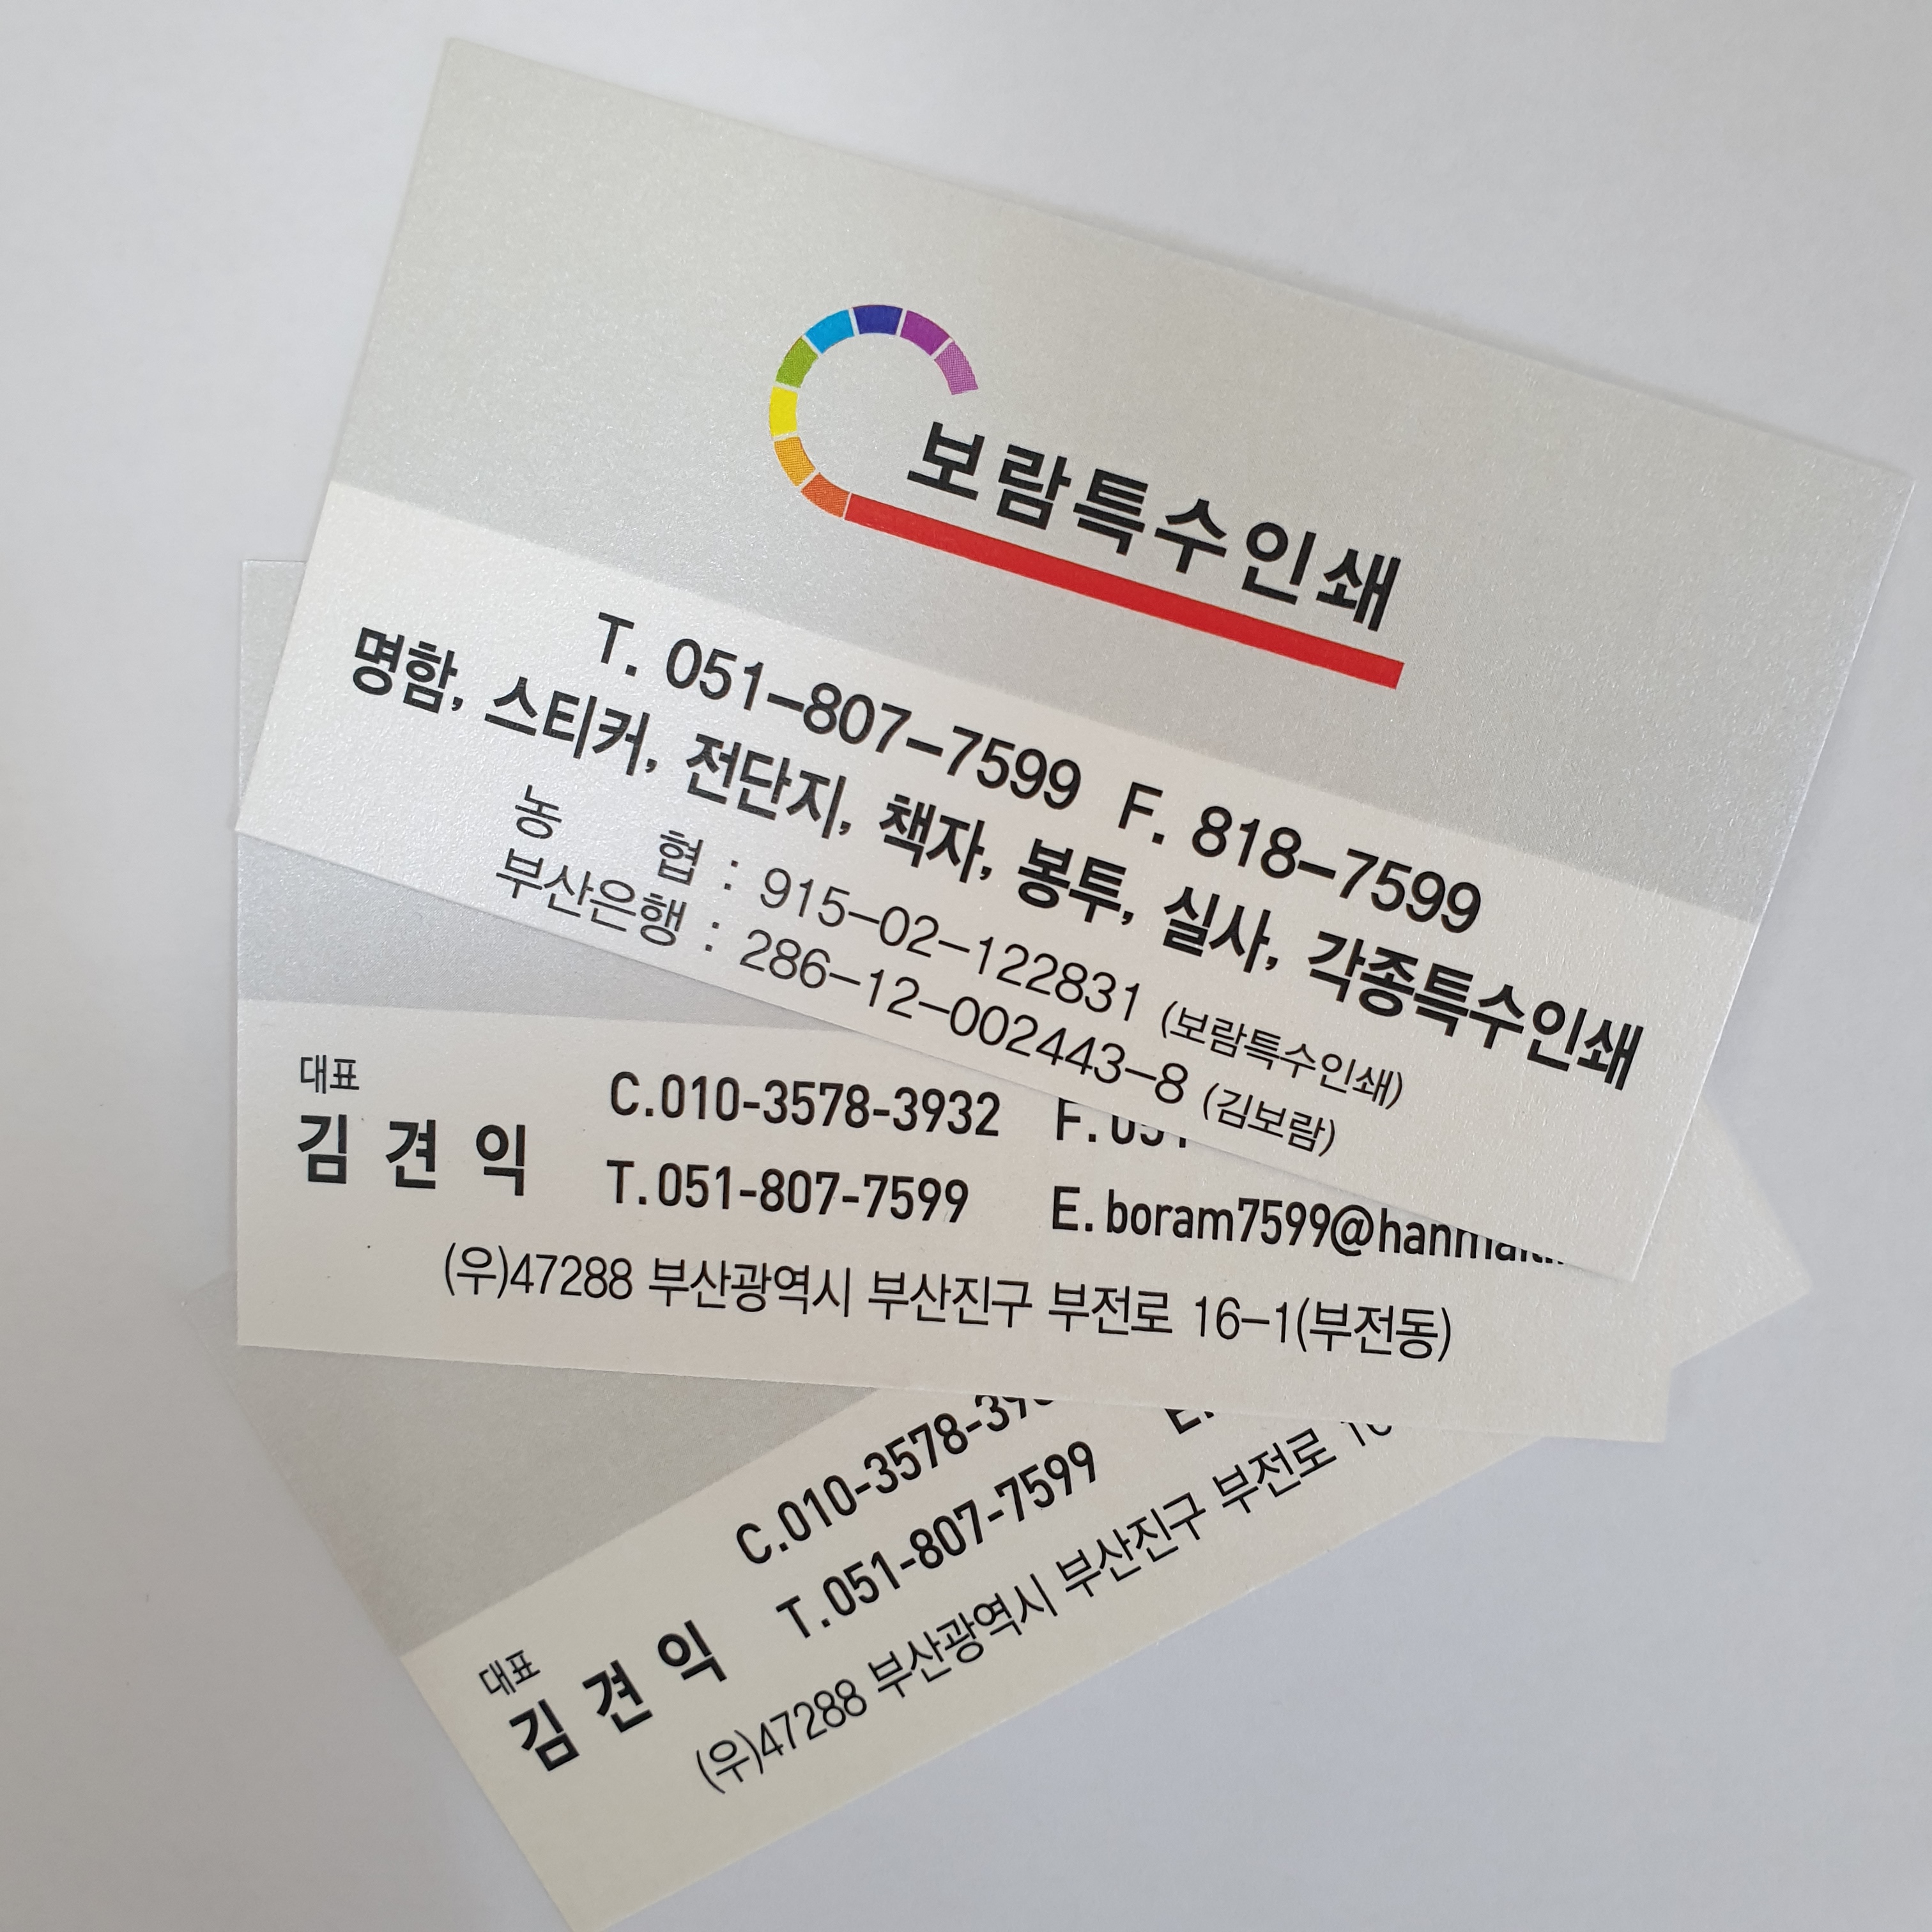 보람특수인쇄
T. 051-807-7599 F. 818-7599
명함, 스티커, 전단지, 책자, 봉투, 실사, 각종특수인쇄
농 협 : 915-02-122831 (보람특수인쇄)
부산은행 : 286-12-002443-8 (김보람)
대표
김 견 익
C.010-3578-3932 F.051
T.051-807-7599 E.boram7599@hanmail
(우)47288 부산광역시 부산진구 부전로 16-1(부전동)
대표
김 견 익
C.010-3578-39
T.051-807-7599 E.
(우)47288 부산광역시 부산진구 부전로